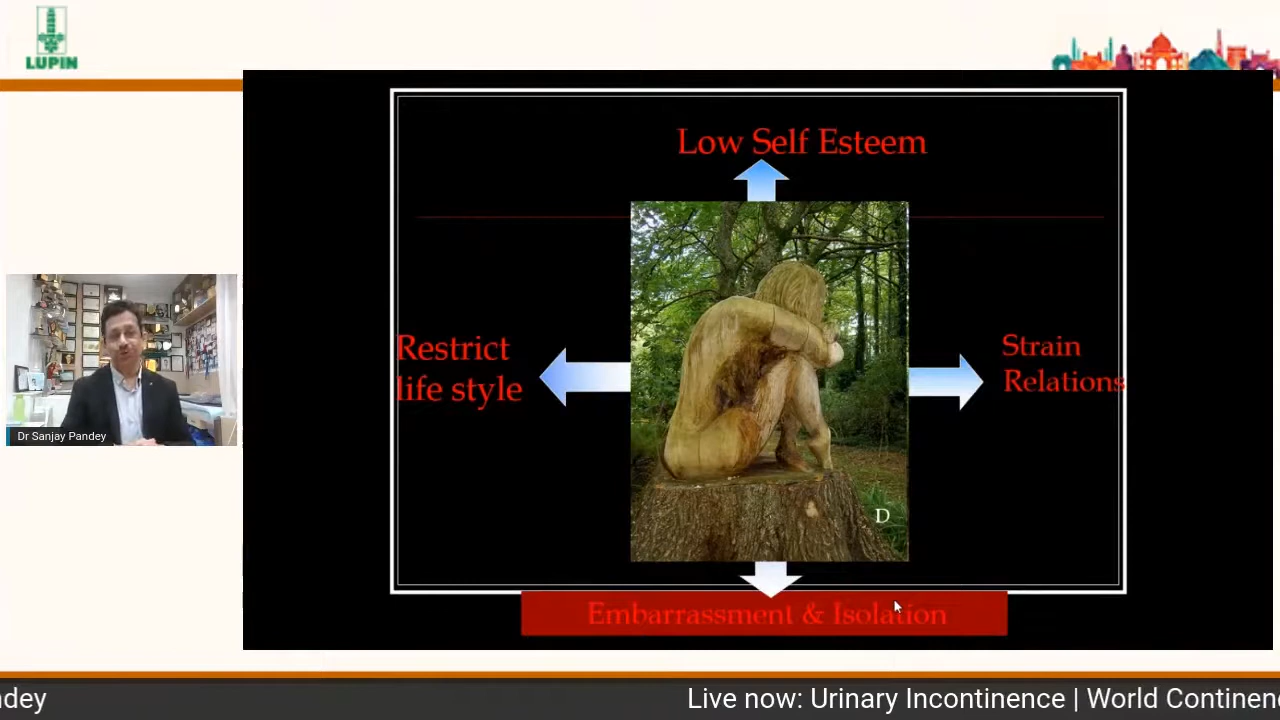 LUPIN
Low Self Esteem
Restrict
life style
Strain
Relations
D
Embarrassment & Isolation
Dr Sanjay Pandey
ndey
Live now: Urinary Incontinence | World Continen